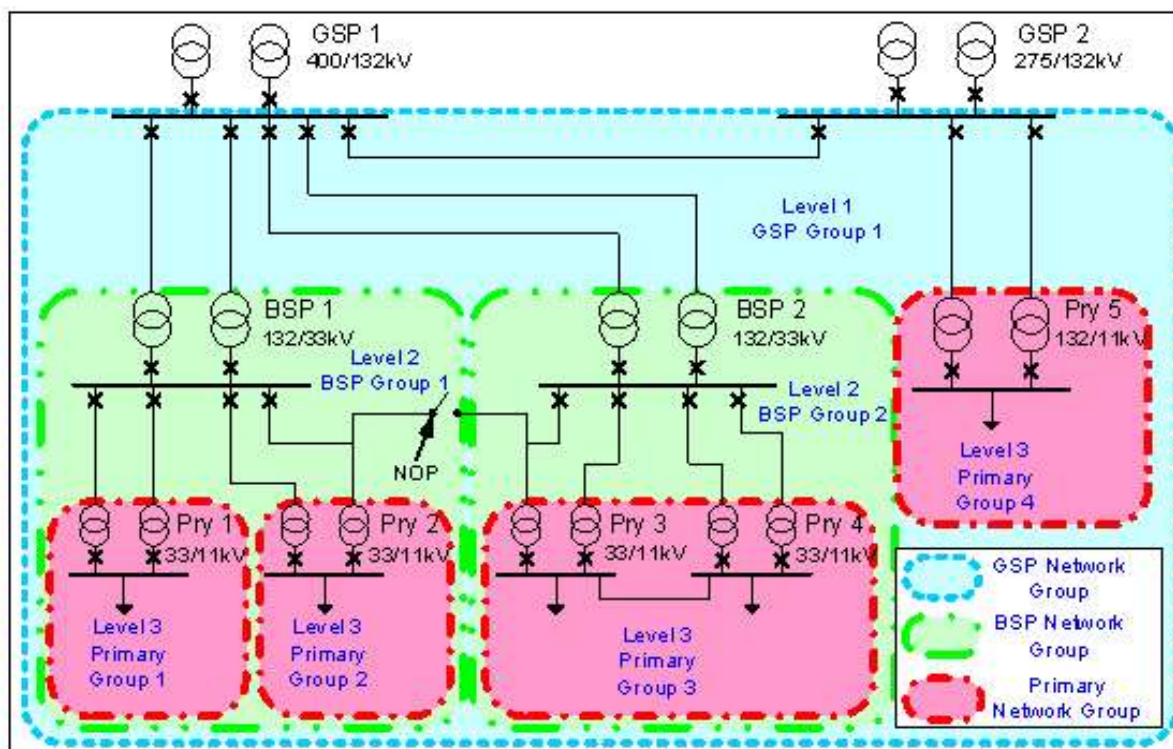 GSP 1
400/132kV
GSP 2
275/132kV
Level 1
GSP Group 1
BSP 1
132/33kV
Level 2
BSP Group 1
BSP 2
132/33kV
Level 2
BSP Group 2
Pry 5
132/11kV
Level 3
Primary
Group 4
NOP
Pry 1
33/11kV
Level 3
Primary
Group 1
Pry 2
33/11kV
Level 3
Primary
Group 2
Pry 3
33/11kV
Pry 4
33/11kV
Level 3
Primary
Group 3
GSP Network
Group
BSP Network
Group
Primary
Network Group